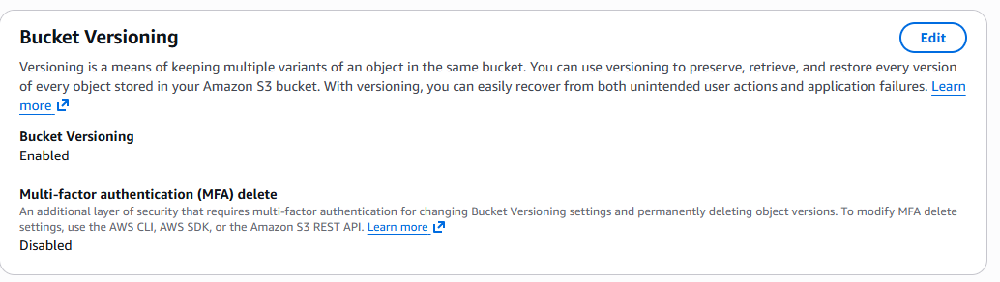 Bucket Versioning
Edit
Versioning is a means of keeping multiple variants of an object in the same bucket. You can use versioning to preserve, retrieve, and restore every version
of every object stored in your Amazon S3 bucket. With versioning, you can easily recover from both unintended user actions and application failures. Learn
more
Bucket Versioning
Enabled
Multi-factor authentication (MFA) delete
An additional layer of security that requires multi-factor authentication for changing Bucket Versioning settings and permanently deleting object versions. To modify MFA delete
settings, use the AWS CLI, AWS SDK, or the Amazon S3 REST API. Learn more
Disabled